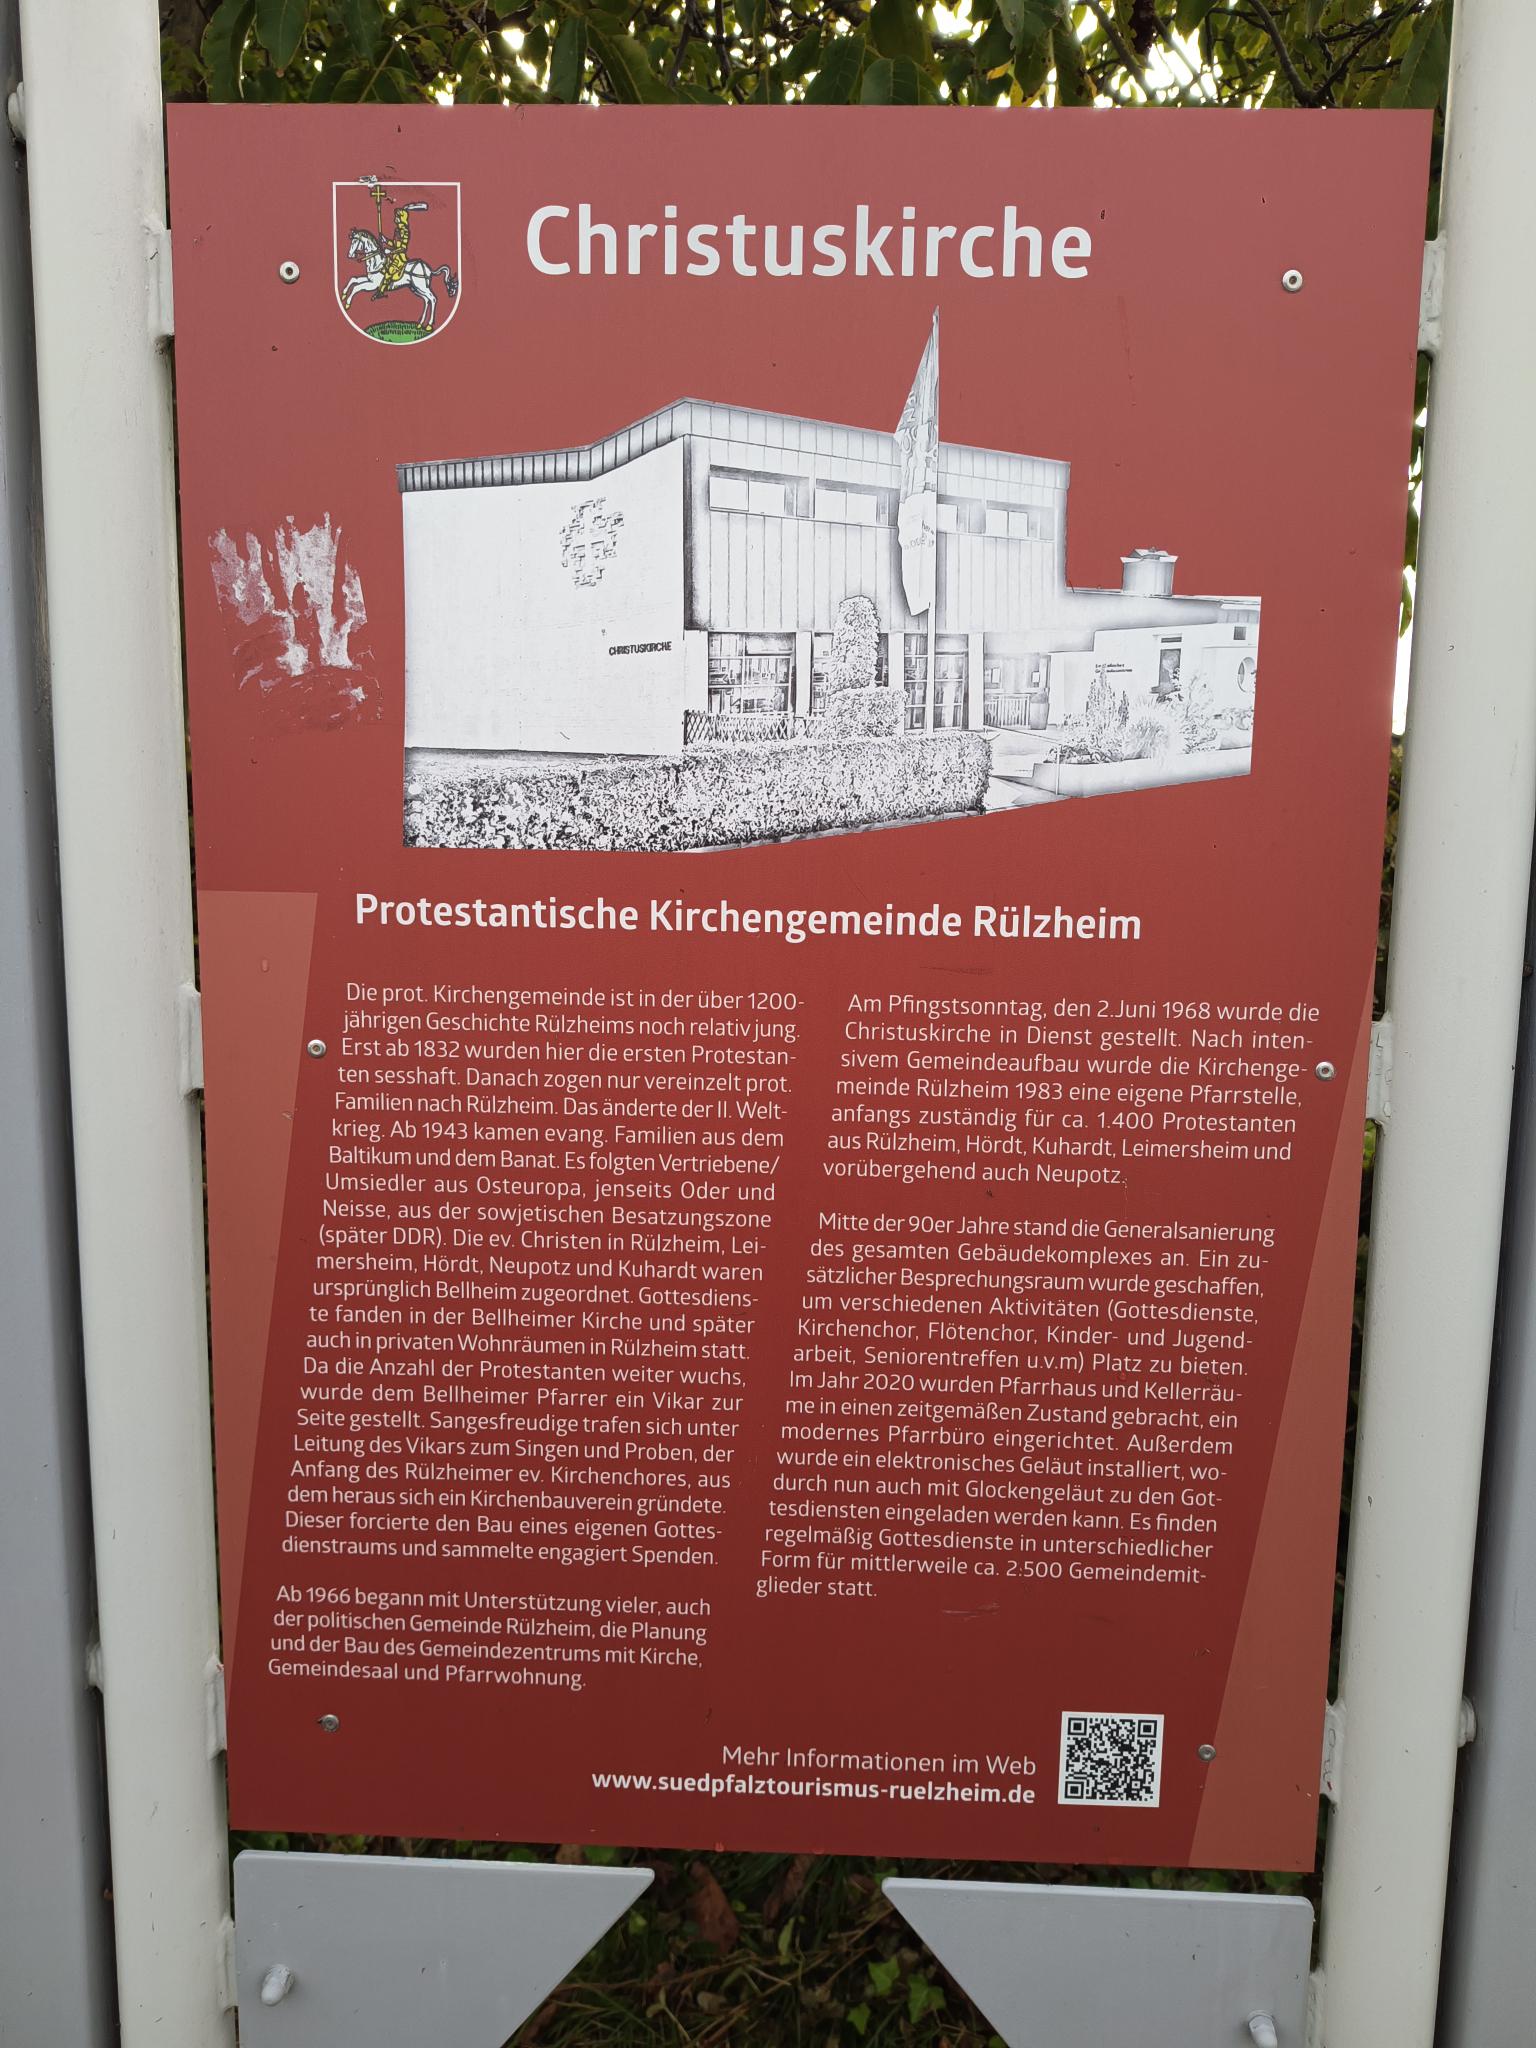 Christuskirche
CHRISTUSKIRCHE
Protestantische Kirchengemeinde Rülzheim
Die prot. Kirchengemeinde ist in der über 1200-
jährigen Geschichte Rülzheims noch relativ jung.
Erst ab 1832 wurden hier die ersten Protestan-
ten sesshaft. Danach zogen nur vereinzelt prot.
Familien nach Rülzheim. Das änderte der II. Welt-
krieg. Ab 1943 kamen evang. Familien aus dem
Baltikum und dem Banat. Es folgten Vertriebene/
Umsiedler aus Osteuropa, jenseits Oder und
Neisse, aus der sowjetischen Besatzungszone
(später DDR). Die ev. Christen in Rülzheim, Lei-
mersheim, Hördt, Neupotz und Kuhardt waren
ursprünglich Bellheim zugeordnet. Gottesdiens-
te fanden in der Bellheimer Kirche und später
auch in privaten Wohnräumen in Rülzheim statt.
Da die Anzahl der Protestanten weiter wuchs,
wurde dem Bellheimer Pfarrer ein Vikar zur
Seite gestellt. Sangesfreudige trafen sich unter
Leitung des Vikars zum Singen und Proben, der
Anfang des Rülzheimer ev. Kirchenchores, aus
dem heraus sich ein Kirchenbauverein gründete.
Dieser forcierte den Bau eines eigenen Gottes-
dienstraums und sammelte engagiert Spenden.
Ab 1966 begann mit Unterstützung vieler, auch
der politischen Gemeinde Rülzheim, die Planung
und der Bau des Gemeindezentrums mit Kirche,
Gemeindesaal und Pfarrwohnung.
Am Pfingstsonntag, den 2.Juni 1968 wurde die
Christuskirche in Dienst gestellt. Nach inten-
sivem Gemeindeaufbau wurde die Kirchenge-
meinde Rülzheim 1983 eine eigene Pfarrstelle,
anfangs zuständig für ca. 1.400 Protestanten
aus Rülzheim, Hördt, Kuhardt, Leimersheim und
vorübergehend auch Neupotz.
Mitte der 90er Jahre stand die Generalsanierung
des gesamten Gebäudekomplexes an. Ein zu-
sätzlicher Besprechungsraum wurde geschaffen,
um verschiedenen Aktivitäten (Gottesdienste,
Kirchenchor, Flötenchor, Kinder- und Jugend-
arbeit, Seniorentreffen u.v.m) Platz zu bieten.
Im Jahr 2020 wurden Pfarrhaus und Kellerräu-
me in einen zeitgemäßen Zustand gebracht, ein
modernes Pfarrbüro eingerichtet. Außerdem
wurde ein elektronisches Geläut installiert, wo-
durch nun auch mit Glockengeläut zu den Got-
tesdiensten eingeladen werden kann. Es finden
regelmäßig Gottesdienste in unterschiedlicher
Form für mittlerweile ca. 2.500 Gemeindemit-
glieder statt.
Mehr Informationen im Web
www.suedpfalztourismus-ruelzheim.de